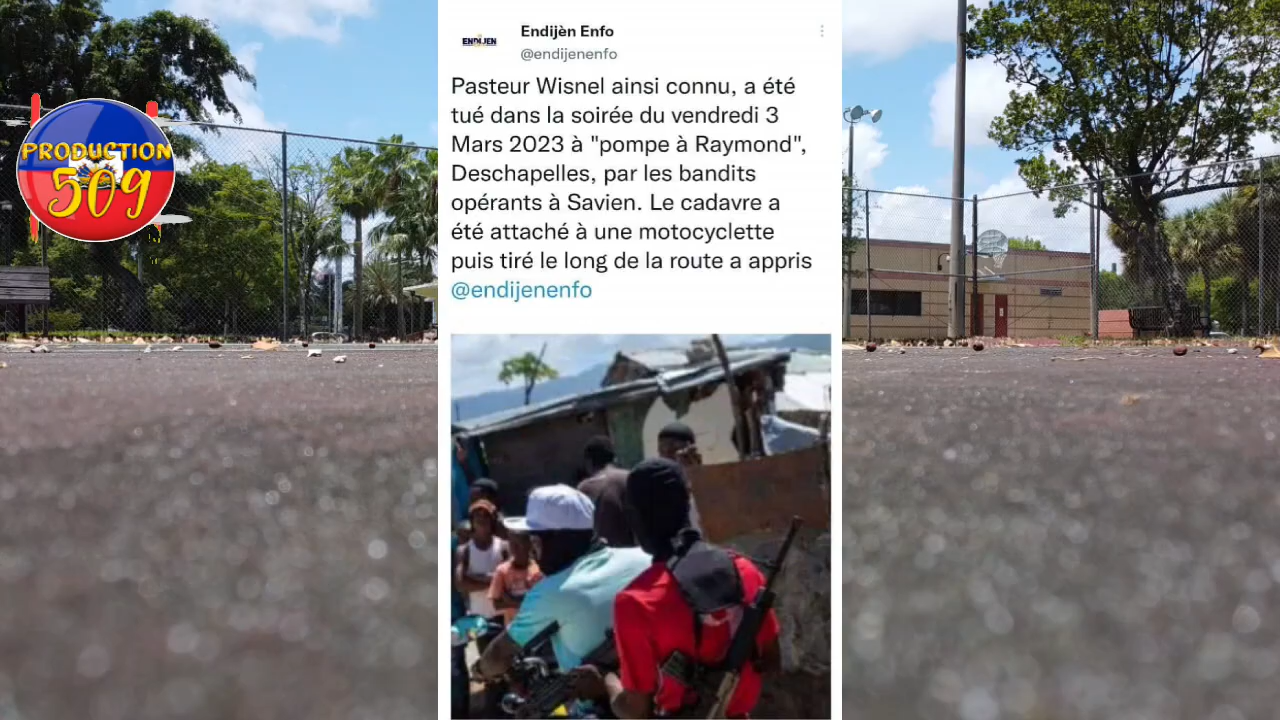 PRODUCTION
509
ENDIJEN
Endijèn Enfo
@endijenenfo
Pasteur Wisnel ainsi connu, a été
tué dans la soirée du vendredi 3
Mars 2023 à "pompe à Raymond",
Deschapelles, par les bandits
opérants à Savien. Le cadavre a
été attaché à une motocyclette
puis tiré le long de la route a appris
@endijenenfo